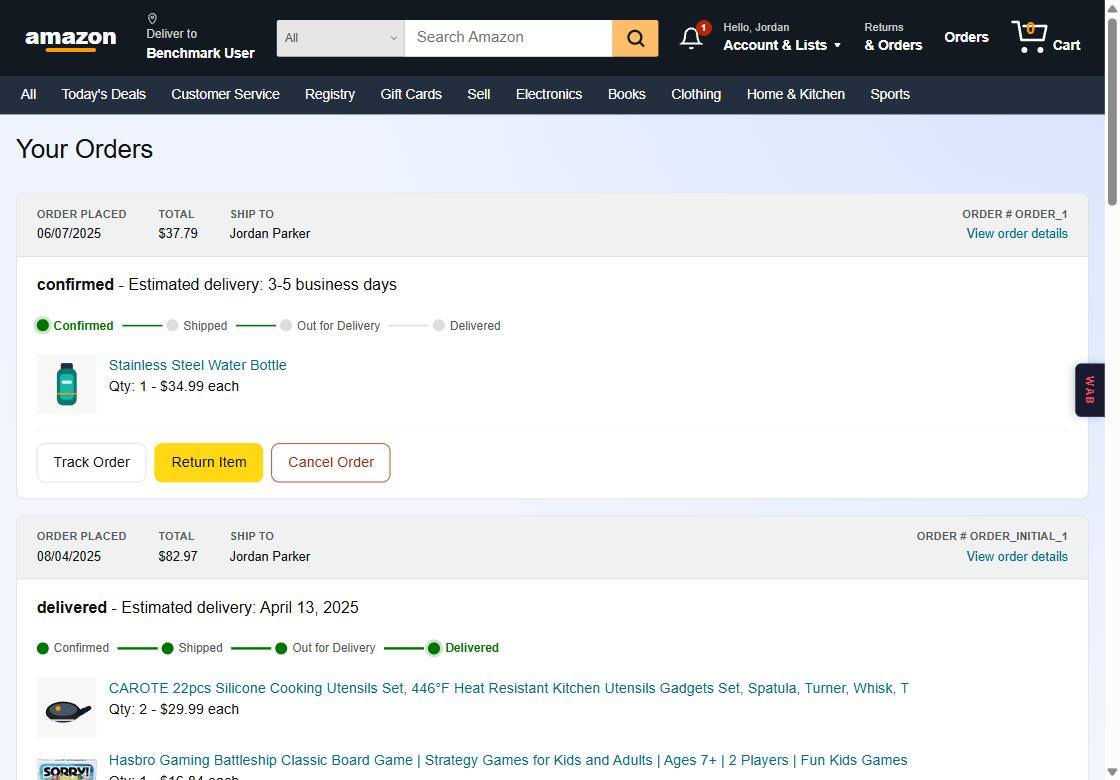 amazon
Deliver to
Benchmark User
All
Search Amazon
1
Hello, Jordan
Account & Lists
Returns
& Orders
Orders
0
Cart
All
Today's Deals
Customer Service
Registry
Gift Cards
Sell
Electronics
Books
Clothing
Home & Kitchen
Sports
Your Orders
ORDER PLACED
06/07/2025
TOTAL
$37.79
SHIP TO
Jordan Parker
ORDER # ORDER_1
View order details
confirmed - Estimated delivery: 3-5 business days
Confirmed
Shipped
Out for Delivery
Delivered
Stainless Steel Water Bottle
Qty: 1 - $34.99 each
WAB
Track Order
Return Item
Cancel Order
ORDER PLACED
08/04/2025
TOTAL
$82.97
SHIP TO
Jordan Parker
ORDER # ORDER_INITIAL_1
View order details
delivered - Estimated delivery: April 13, 2025
Confirmed
Shipped
Out for Delivery
Delivered
CAROTE 22pcs Silicone Cooking Utensils Set, 446°F Heat Resistant Kitchen Utensils Gadgets Set, Spatula, Turner, Whisk, T
Qty: 2 - $29.99 each
SORRY!
Hasbro Gaming Battleship Classic Board Game | Strategy Games for Kids and Adults | Ages 7+ | 2 Players | Fun Kids Games
Qty: 1 - $16.84 each